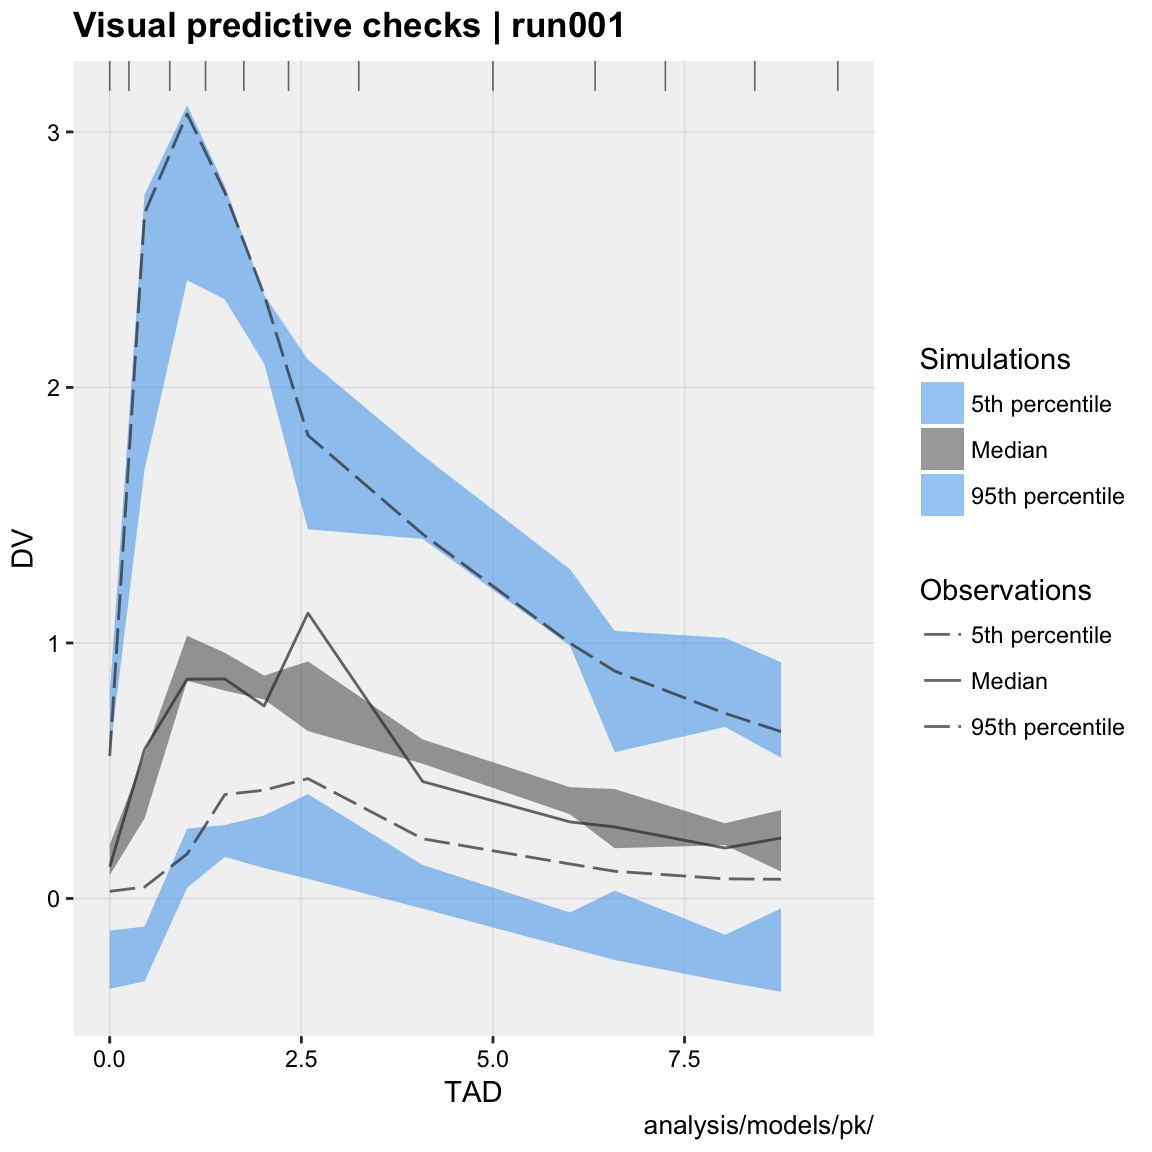 Visual predictive checks | run001
3
2
1
0
DV
0.0 2.5 5.0 7.5
TAD
analysis/models/pk/
Simulations
5th percentile
Median
95th percentile
Observations
5th percentile
Median
95th percentile